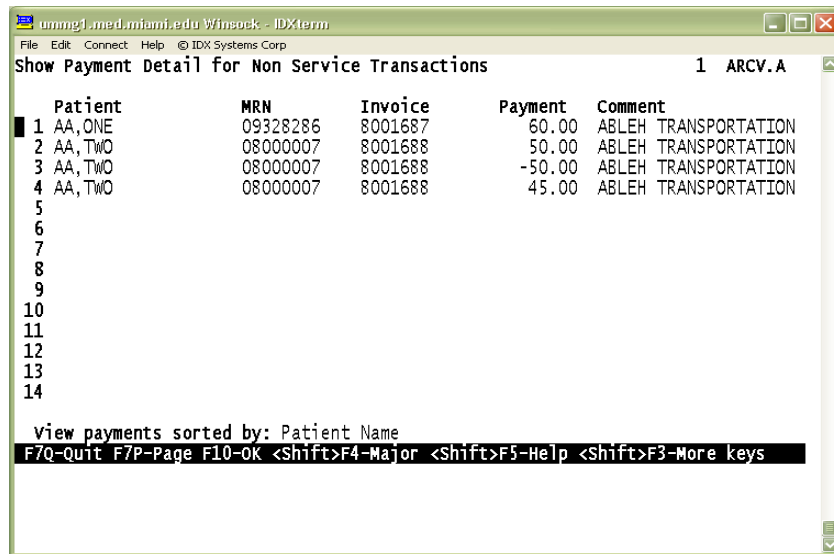 ummg1.med.miami.edu Winsock - IDXterm
File Edit Connect Help © IDX Systems Corp
Show Payment Detail for Non Service Transactions 1 ARCV.A
Patient MRN Invoice Payment Comment
1 AA,ONE 09328286 8001687 60.00 ABLEH TRANSPORTATION
2 AA,TWO 08000007 8001688 50.00 ABLEH TRANSPORTATION
3 AA,TWO 08000007 8001688 -50.00 ABLEH TRANSPORTATION
4 AA,TWO 08000007 8001688 45.00 ABLEH TRANSPORTATION
5
6
7
8
9
10
11
12
13
14
View payments sorted by: Patient Name
F7Q-Quit F7P-Page F10-OK <Shift>F4-Major <Shift>F5-Help <Shift>F3-More keys